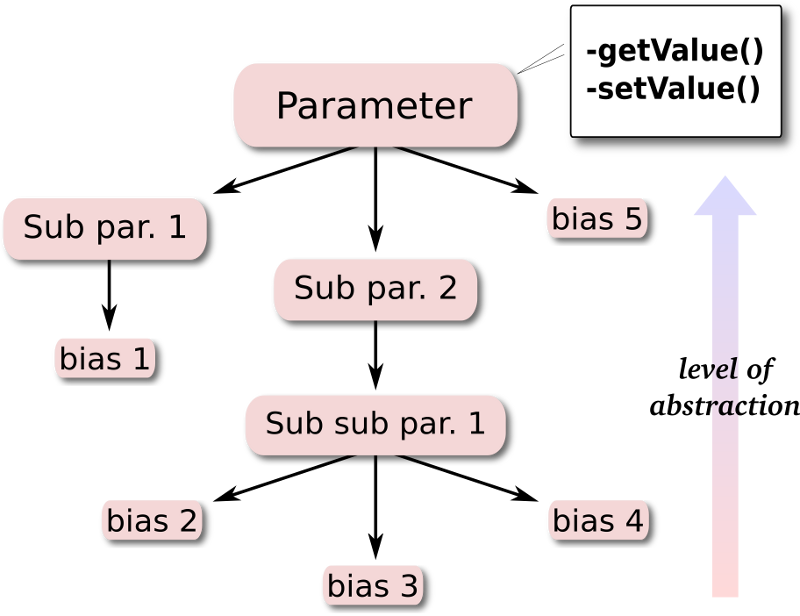 -getValue()
-setValue()
Parameter
Sub par. 1
bias 5
Sub par. 2
bias 1
level of
abstraction
Sub sub par. 1
bias 2
bias 4
bias 3